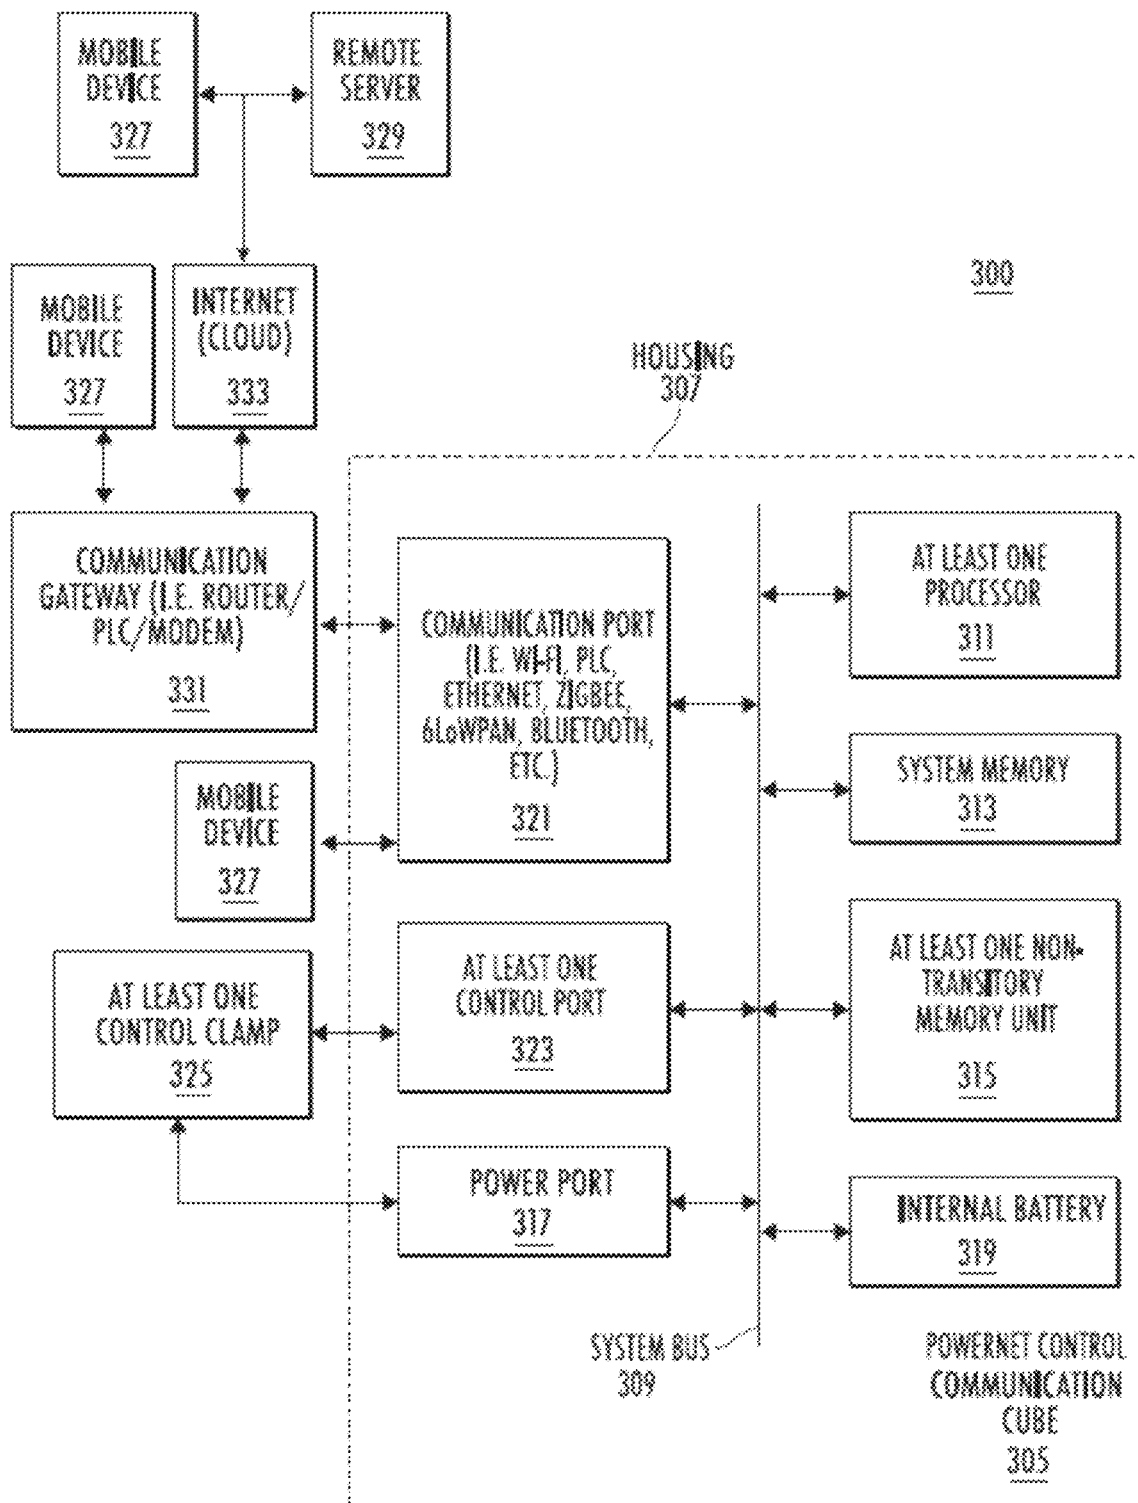 MOBILE
DEVICE
327
REMOTE
SERVER
329
MOBILE
DEVICE
327
INTERNET
(CLOUD)
333
300
HOUSING
307
COMMUNICATION
GATEWAY (I.E. ROUTER/
PLC/MODEM)
331
COMMUNICATION PORT
(I.E. WI-FI, PLC,
ETHERNET, ZIGBEE,
6LoWPAN, BLUETOOTH,
ETC.)
321
AT LEAST ONE
PROCESSOR
311
SYSTEM MEMORY
313
MOBILE
DEVICE
327
AT LEAST ONE
CONTROL CLAMP
325
AT LEAST ONE
CONTROL PORT
323
AT LEAST ONE NON-
TRANSITORY
MEMORY UNIT
315
POWER PORT
317
INTERNAL BATTERY
319
SYSTEM BUS
309
POWERNET CONTROL
COMMUNICATION
CUBE
305